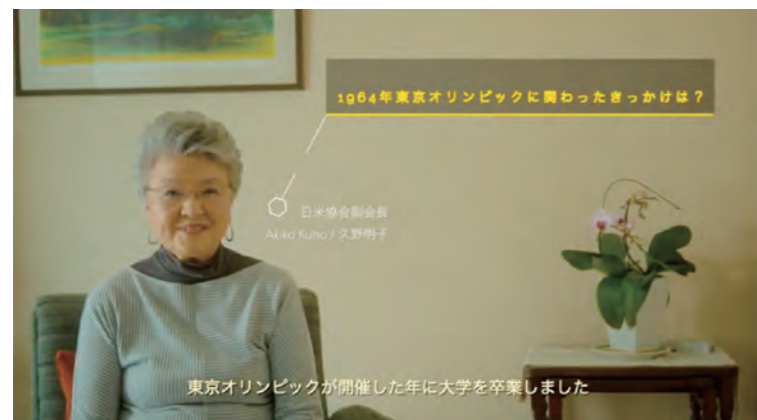 1964年東京オリンピックに関わったきっかけは？
日米協会副会長
Akiko Kuno / 久野明子
東京オリンピックが開催した年に大学を卒業しました